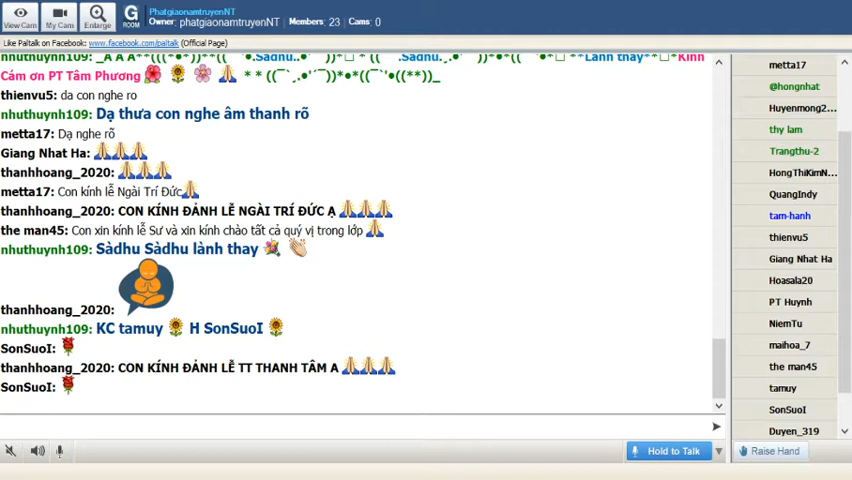 View Cam
My Cam
Enlarge
G
ROOM
PhatgiaonamtruyenNT
Owner: phatgiaonamtruyenNT Members: 23 Cams: 0
Like Paltalk on Facebook: www.facebook.com/paltalk (Official Page)
Cám ơn PT Tâm Phương
thienvu5: da con nghe ro
nhuthuynh109: Dạ thưa con nghe âm thanh rõ
metta17: Dạ nghe rõ
Giang Nhat Ha:
thanhhoang_2020:
metta17: Con kính lễ Ngài Trí Đức
thanhhoang_2020: CON KÍNH ĐẢNH LỄ NGÀI TRÍ ĐỨC Ạ
the man45: Con xin kính lễ Sư và xin kính chào tất cả quý vị trong lớp
nhuthuynh109: Sàdhu Sàdhu lành thay
thanhhoang_2020:
nhuthuynh109: KC tamuy H SonSuoI
SonSuoI:
thanhhoang_2020: CON KÍNH ĐẢNH LỄ TT THANH TÂM A
SonSuoI:
Hold to Talk
metta17
@hongnhat
Huyenmong2...
thy lam
Trangthu-2
HongThiKimN...
QuangIndy
tam-hanh
thienvu5
Giang Nhat Ha
Hoasala20
PT Huynh
NiemTu
maihoa_7
the man45
tamuy
SonSuoI
Duyen_319
Raise Hand